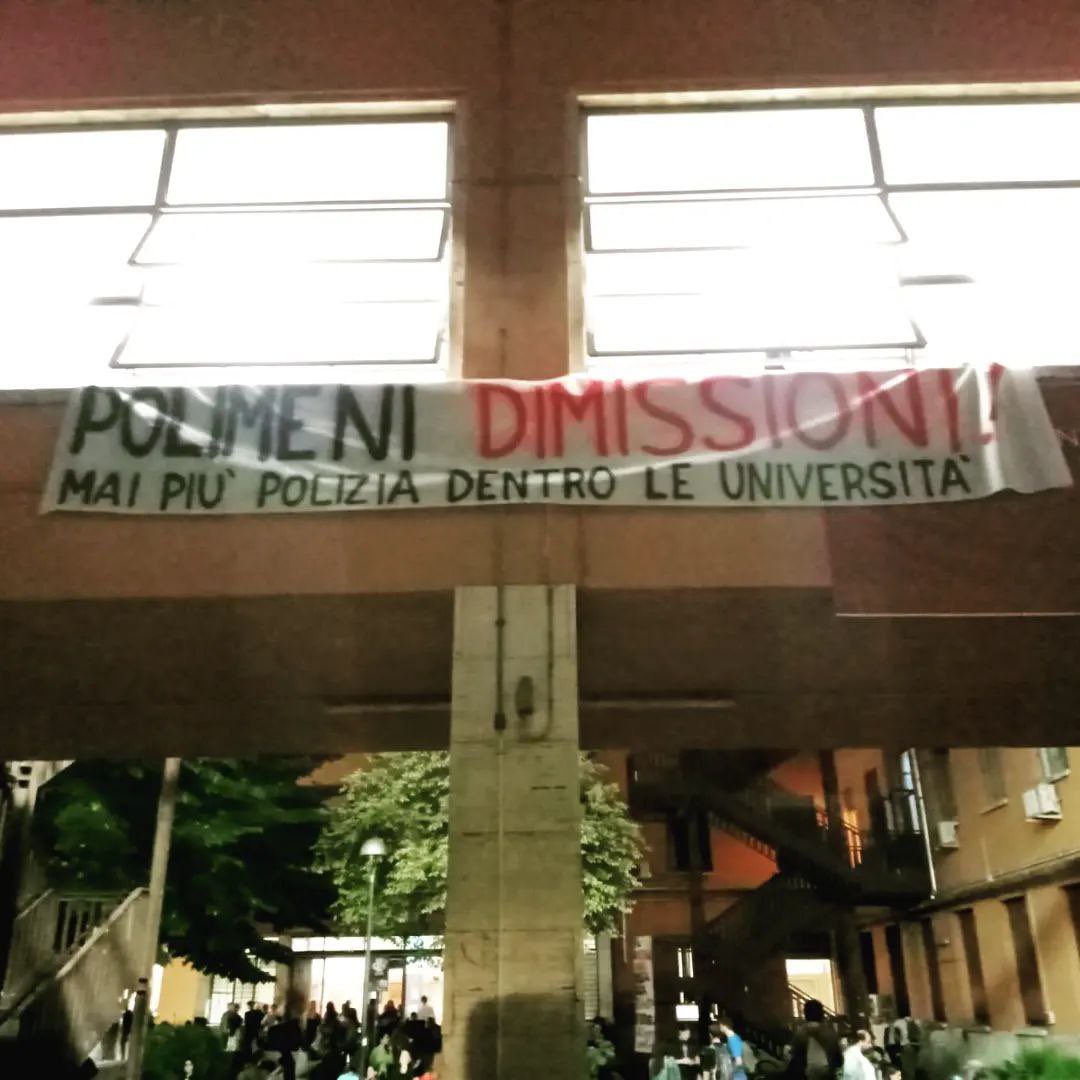 POLIMENI DIMISSIONI!
MAI PIU` POLIZIA DENTRO LE UNIVERSITA`